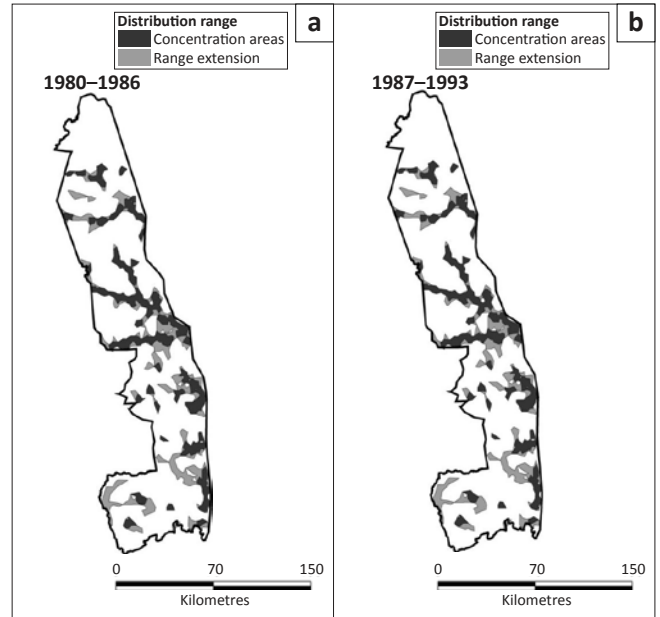 Distribution range
Concentration areas
Range extension
a
1980–1986
0 70 150
Kilometres
Distribution range
Concentration areas
Range extension
b
1987–1993
0 70 150
Kilometres